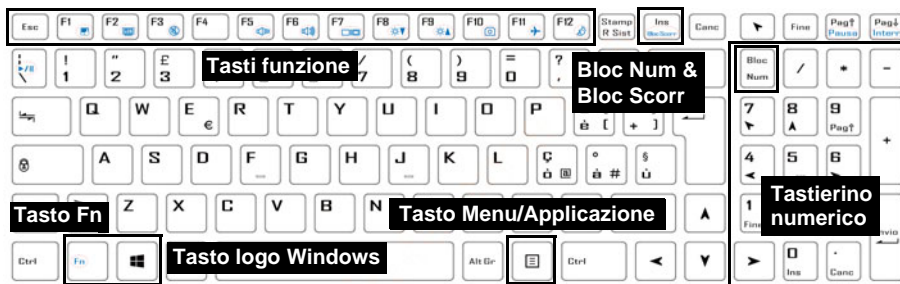 Esc F1 F2 F3 F4 F5 F6 F7 F8 F9 F10 F11 F12 Stamp R Sist Ins Canc Fine Pag↑ Pausa Pag↓ Interr
\ ! 1 " 2 £ 3 Tasti funzione 7 ( 8 ) 9 = 0 ? Bloc Num & Bloc Scorr Bloc Num / * -
Q W E € R T Y U I O P è [ + ] 7 8 9 Pag↑ +
A S D F G H J K L ç ò @ ° à # § ù 4 5 6
Tasto Fn Z X C V B N Tasto Menu/Applicazione 1 Fine Tastierino numerico
Ctrl Fn Tasto logo Windows Alt Gr Ctrl 0 Ins . Canc